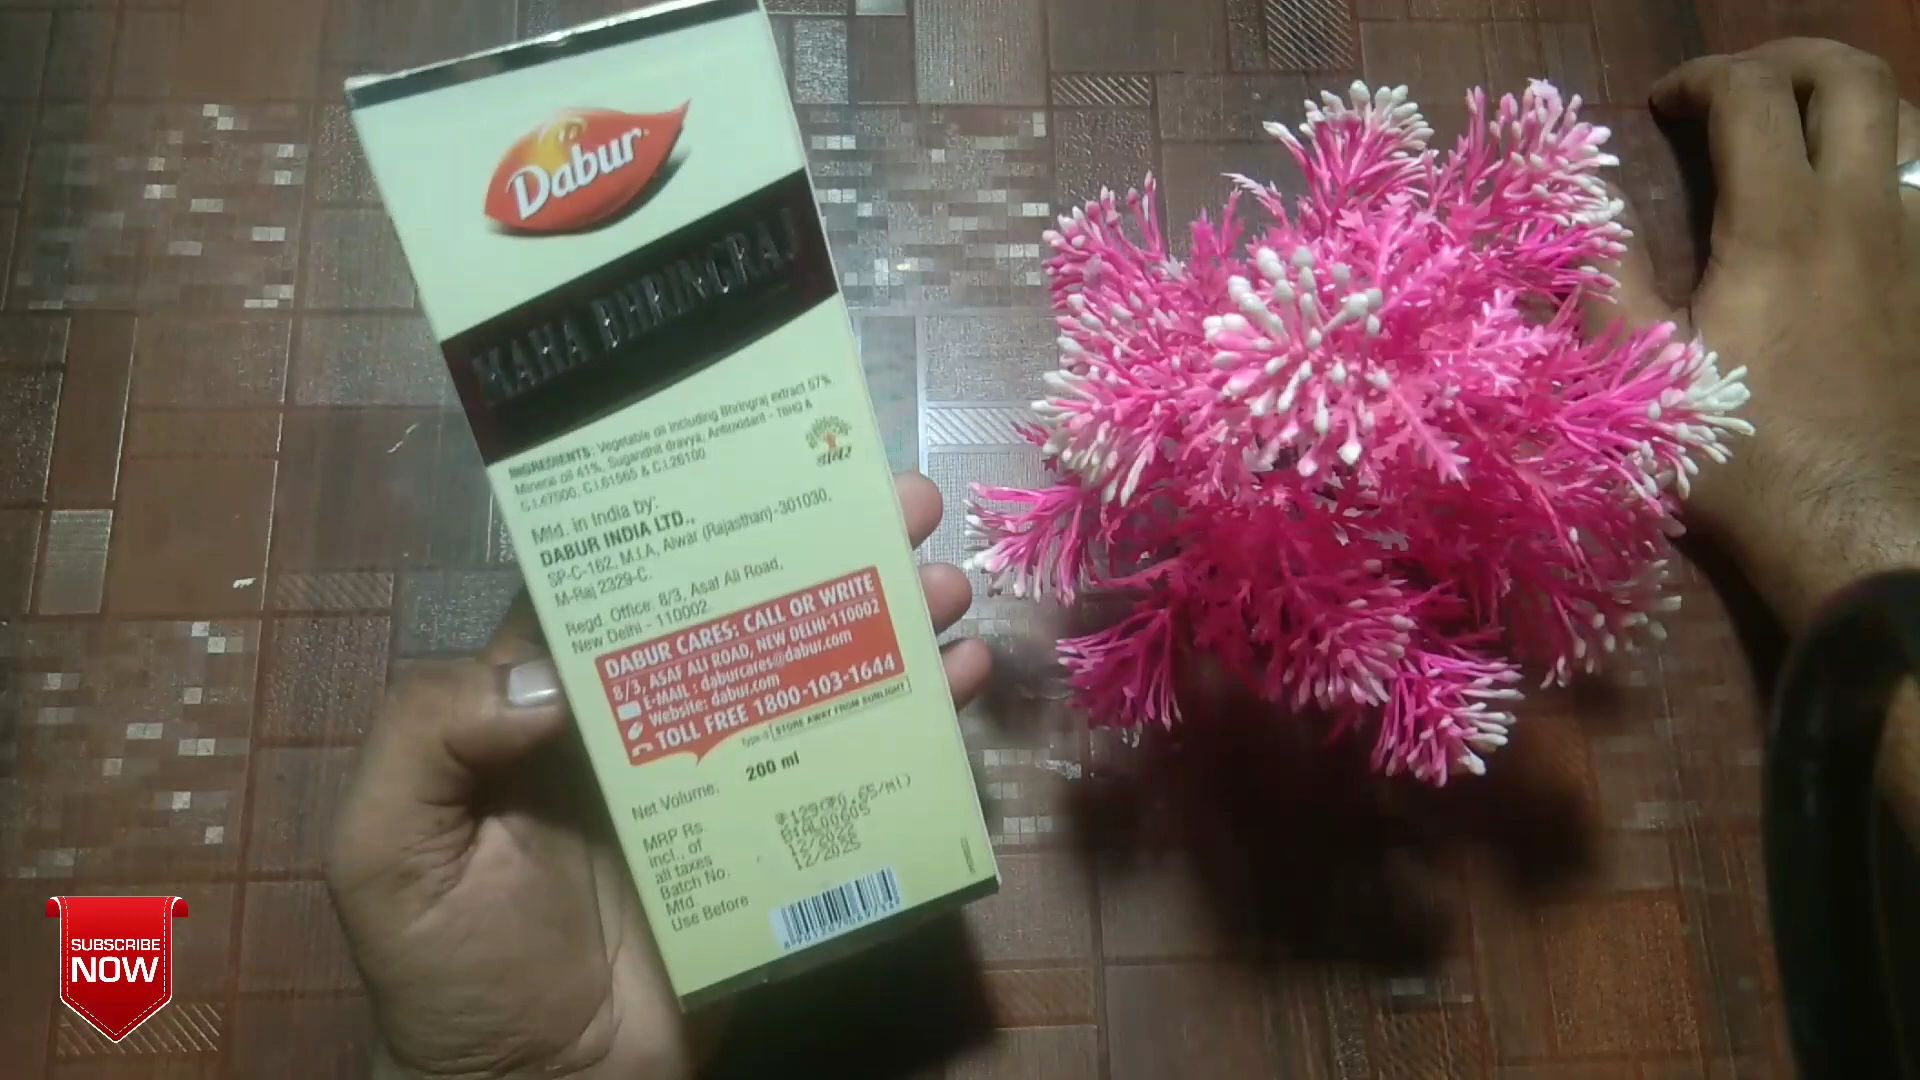 Dabur
MAHA BHRINGRAJ
INGREDIENTS: Vegetable oil including Bhringraj extract 57%,
Mineral oil 41%, Sugandhit dravya, Antioxidant - TBHQ &
C.I.47000, C.I.61565 & C.I.26100
डाबर
Mfd. in India by:
DABUR INDIA LTD.,
SP-C-162, M.I.A, Alwar (Rajasthan)-301030,
M-Raj 2329-C.
Regd. Office: 8/3, Asaf Ali Road,
New Delhi - 110002
DABUR CARES: CALL OR WRITE
8/3, ASAF ALI ROAD, NEW DELHI-110002
E-MAIL : daburcares@dabur.com
Website: dabur.com
TOLL FREE 1800-103-1644
STORE AWAY FROM SUNLIGHT
Net Volume: 200 ml
MRP Rs.
incl., of
all taxes
Batch No.
Mfd.
Use Before
12/2022
12/2025
SUBSCRIBE
NOW